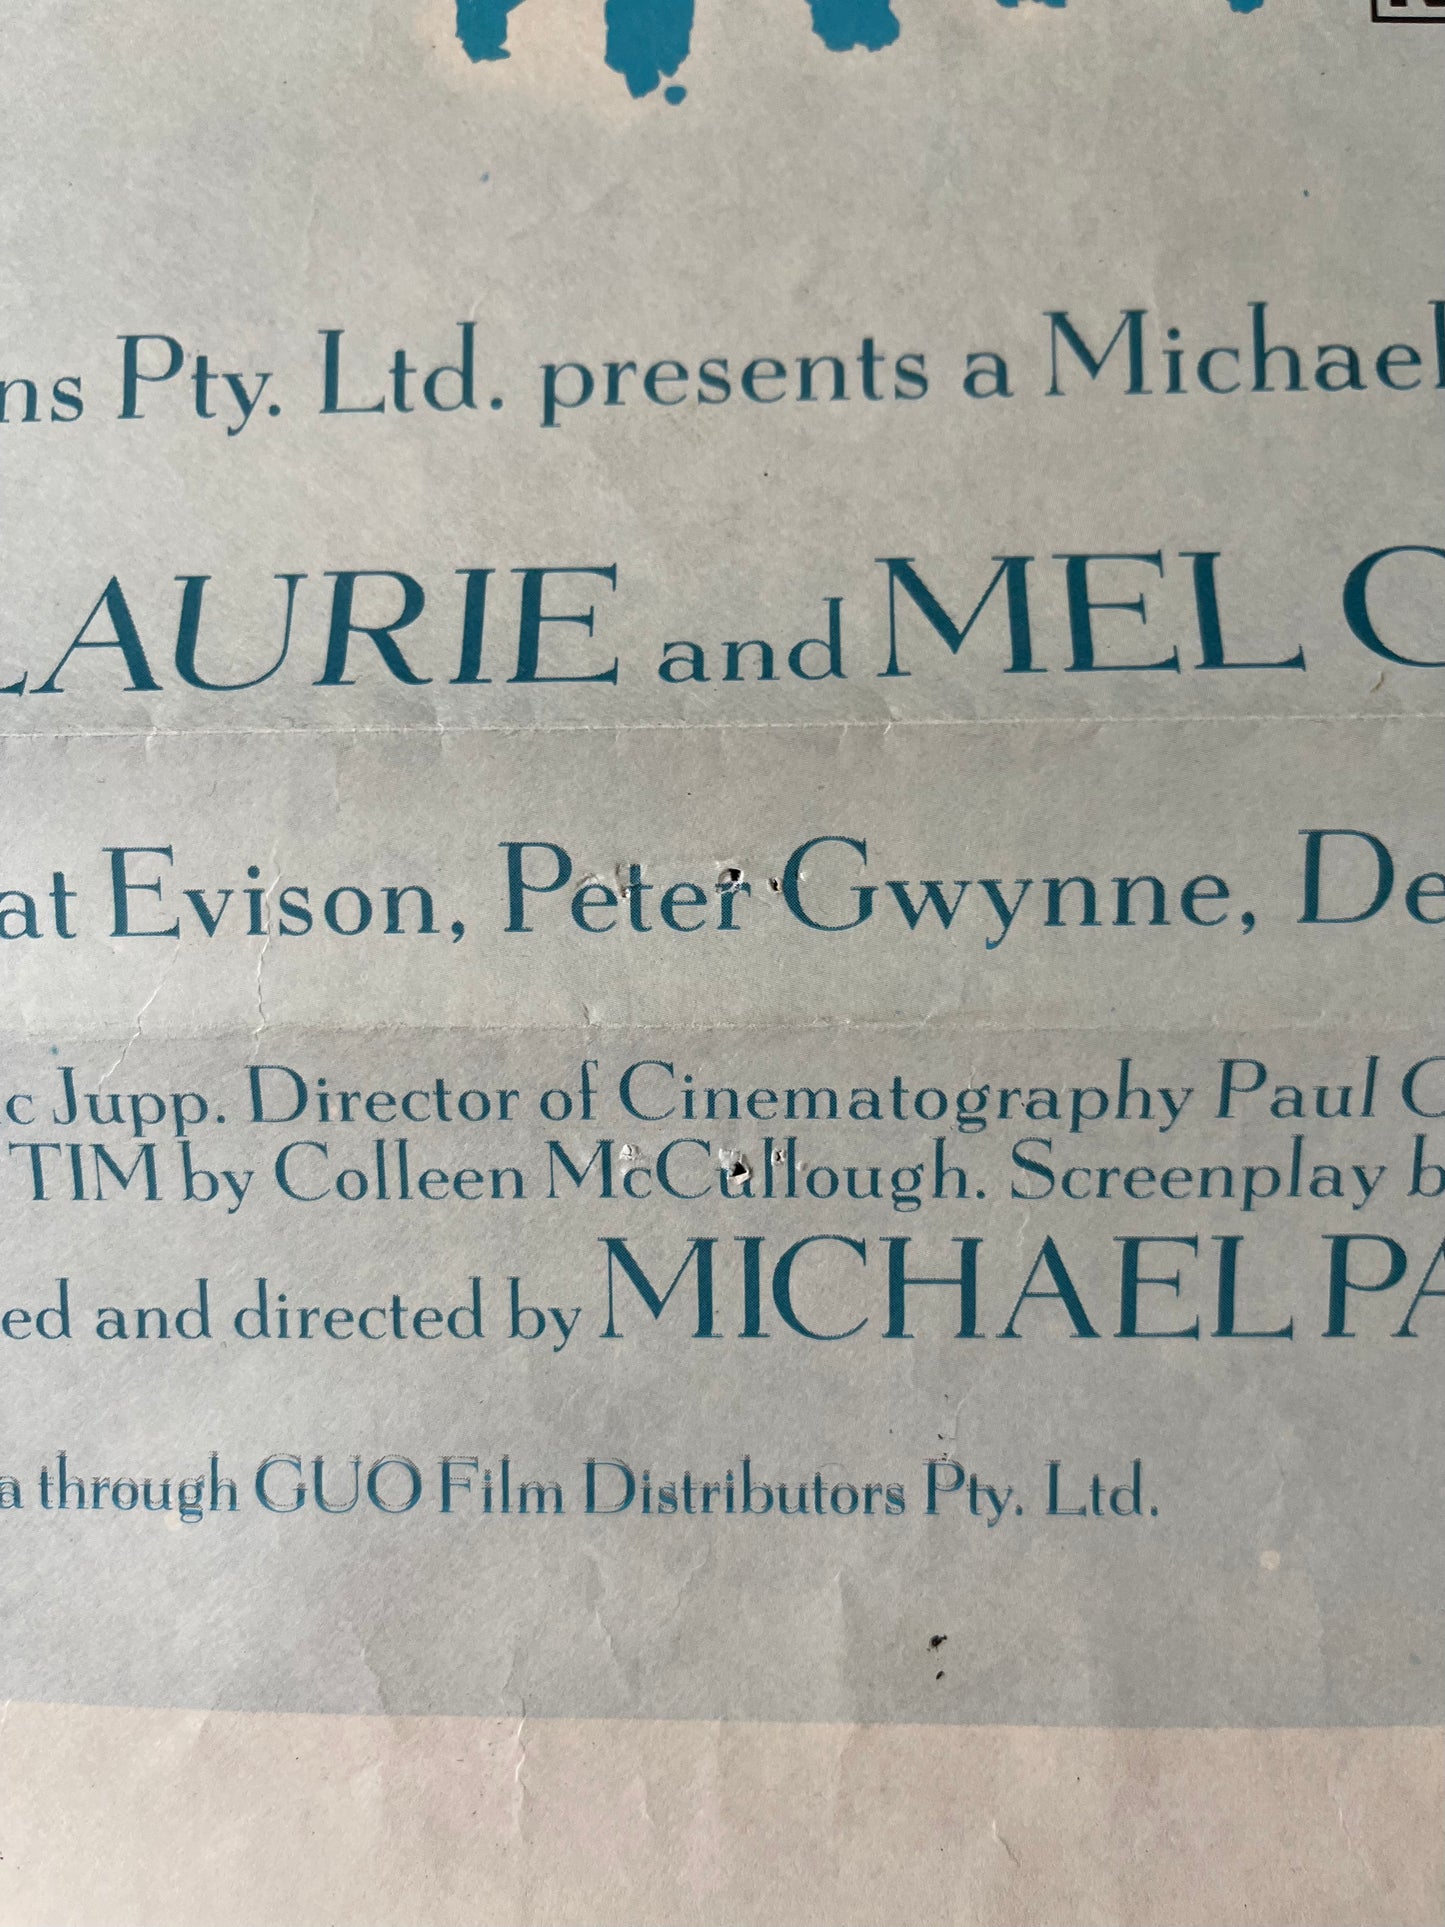 ns Pty. Ltd. presents a Michael
LAURIE and MEL
at Evison, Peter Gwynne, De
c Jupp. Director of Cinematography Paul
TIM by Colleen McCullough. Screenplay b
ed and directed by MICHAEL PA
a through GUO Film Distributors Pty. Ltd.